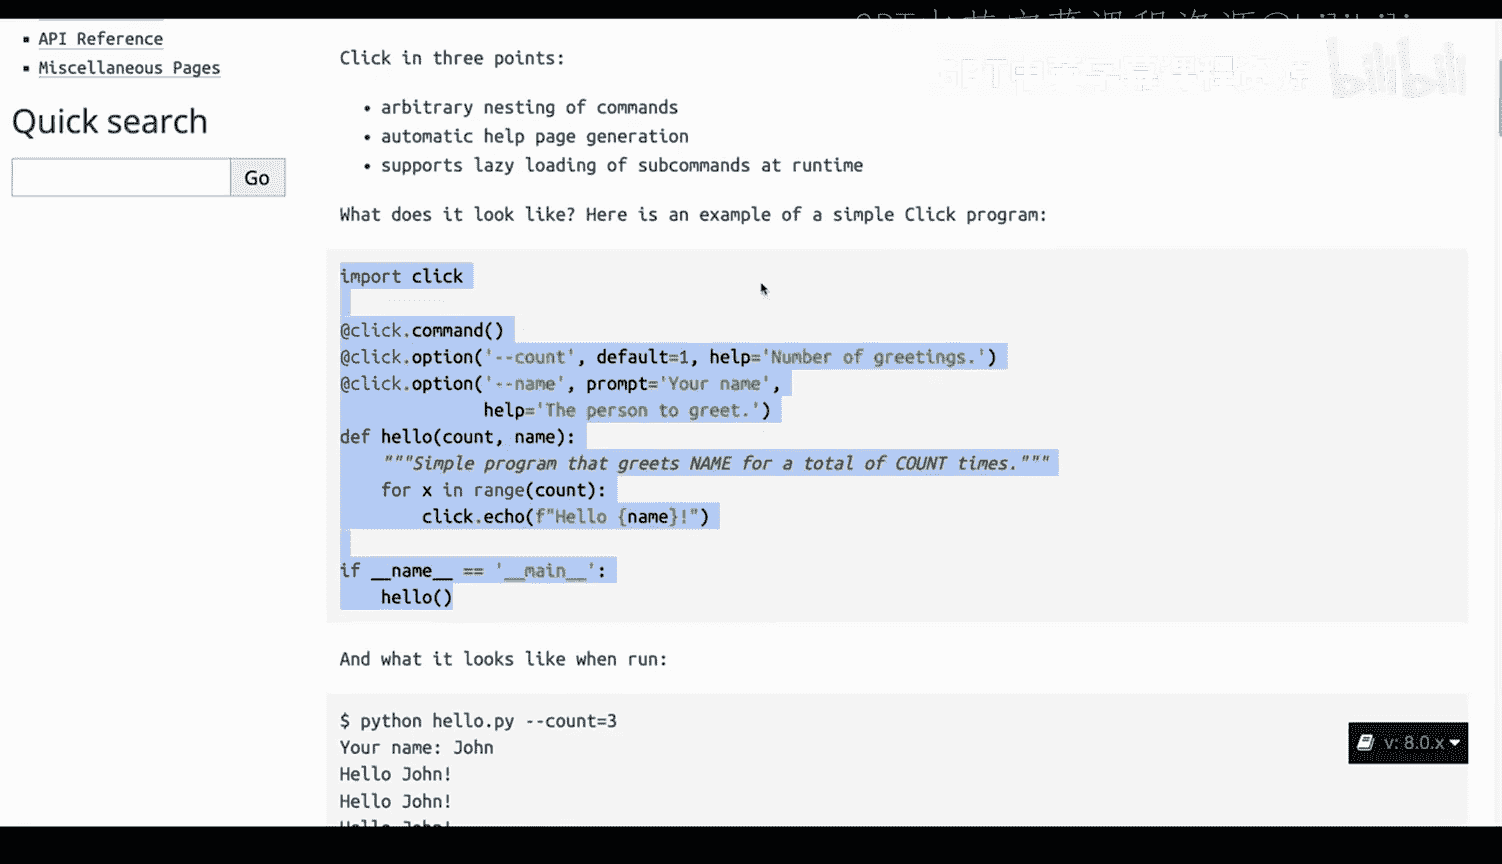 API Reference
Miscellaneous Pages
Quick search
Go
Click in three points:
arbitrary nesting of commands
automatic help page generation
supports lazy loading of subcommands at runtime
What does it look like? Here is an example of a simple Click program:
import click
@click.command()
@click.option('--count', default=1, help='Number of greetings.')
@click.option('--name', prompt='Your name',
help='The person to greet.')
def hello(count, name):
"""Simple program that greets NAME for a total of COUNT times."""
for x in range(count):
click.echo(f"Hello {name}!")
if __name__ == '__main__':
hello()
And what it looks like when run:
$ python hello.py --count=3
Your name: John
Hello John!
Hello John!
v: 8.0.x
bilibili